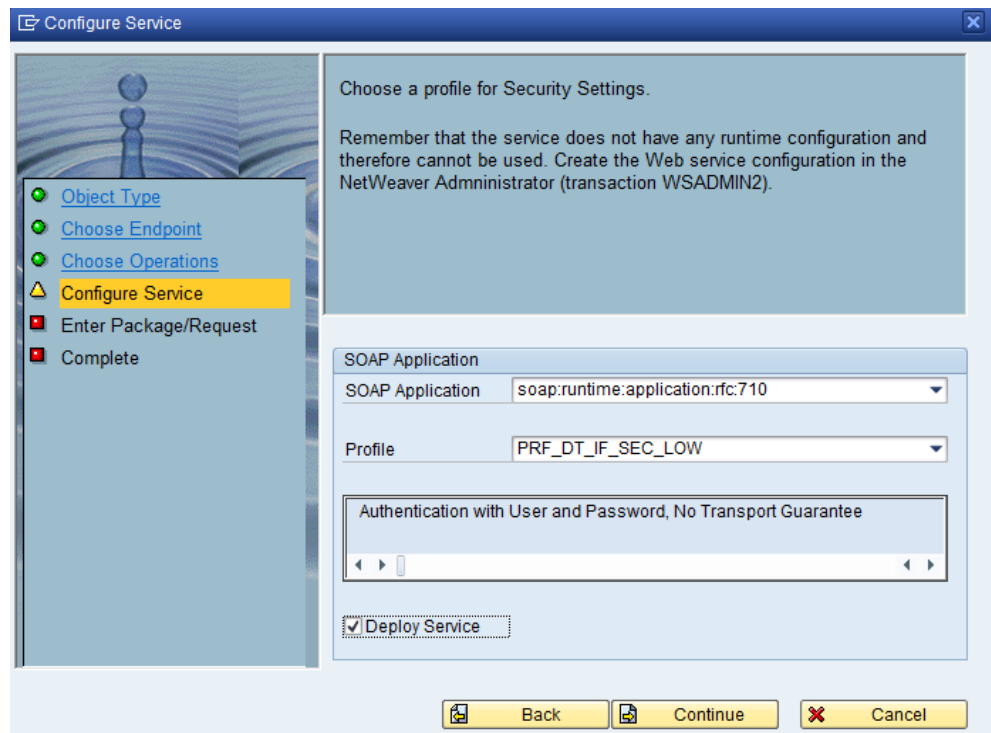 Configure Service
Choose a profile for Security Settings.
Remember that the service does not have any runtime configuration and
therefore cannot be used. Create the Web service configuration in the
NetWeaver Admninistrator (transaction WSADMIN2).
Object Type
Choose Endpoint
Choose Operations
Configure Service
Enter Package/Request
Complete
SOAP Application
SOAP Application soap:runtime:application:rfc:710
Profile PRF_DT_IF_SEC_LOW
Authentication with User and Password, No Transport Guarantee
Deploy Service
Back Continue Cancel